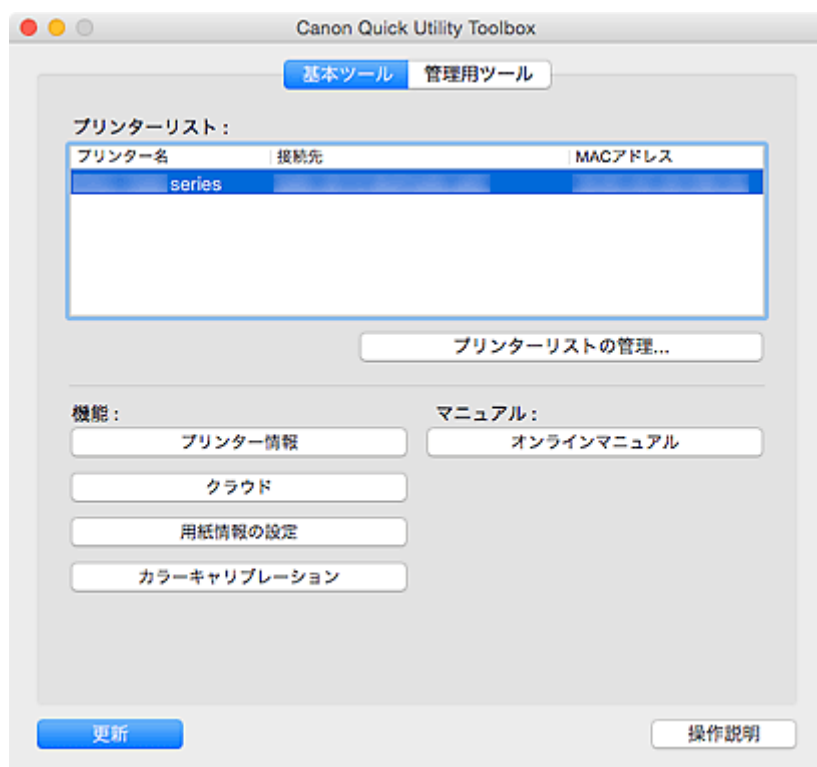 Canon Quick Utility Toolbox
基本ツール 管理用ツール
プリンターリスト：
プリンター名 接続先 MACアドレス
series
プリンターリストの管理...
機能： マニュアル：
プリンター情報 オンラインマニュアル
クラウド
用紙情報の設定
カラーキャリブレーション
更新 操作説明